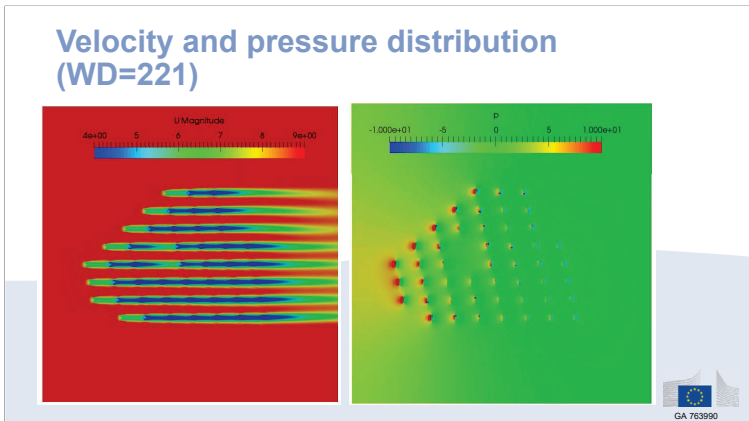 Velocity and pressure distribution
(WD=221)
U Magnitude
4e+00 5 6 7 8 9e+00
P
-1.000e+01 -5 0 5 1.000e+01
GA 763990